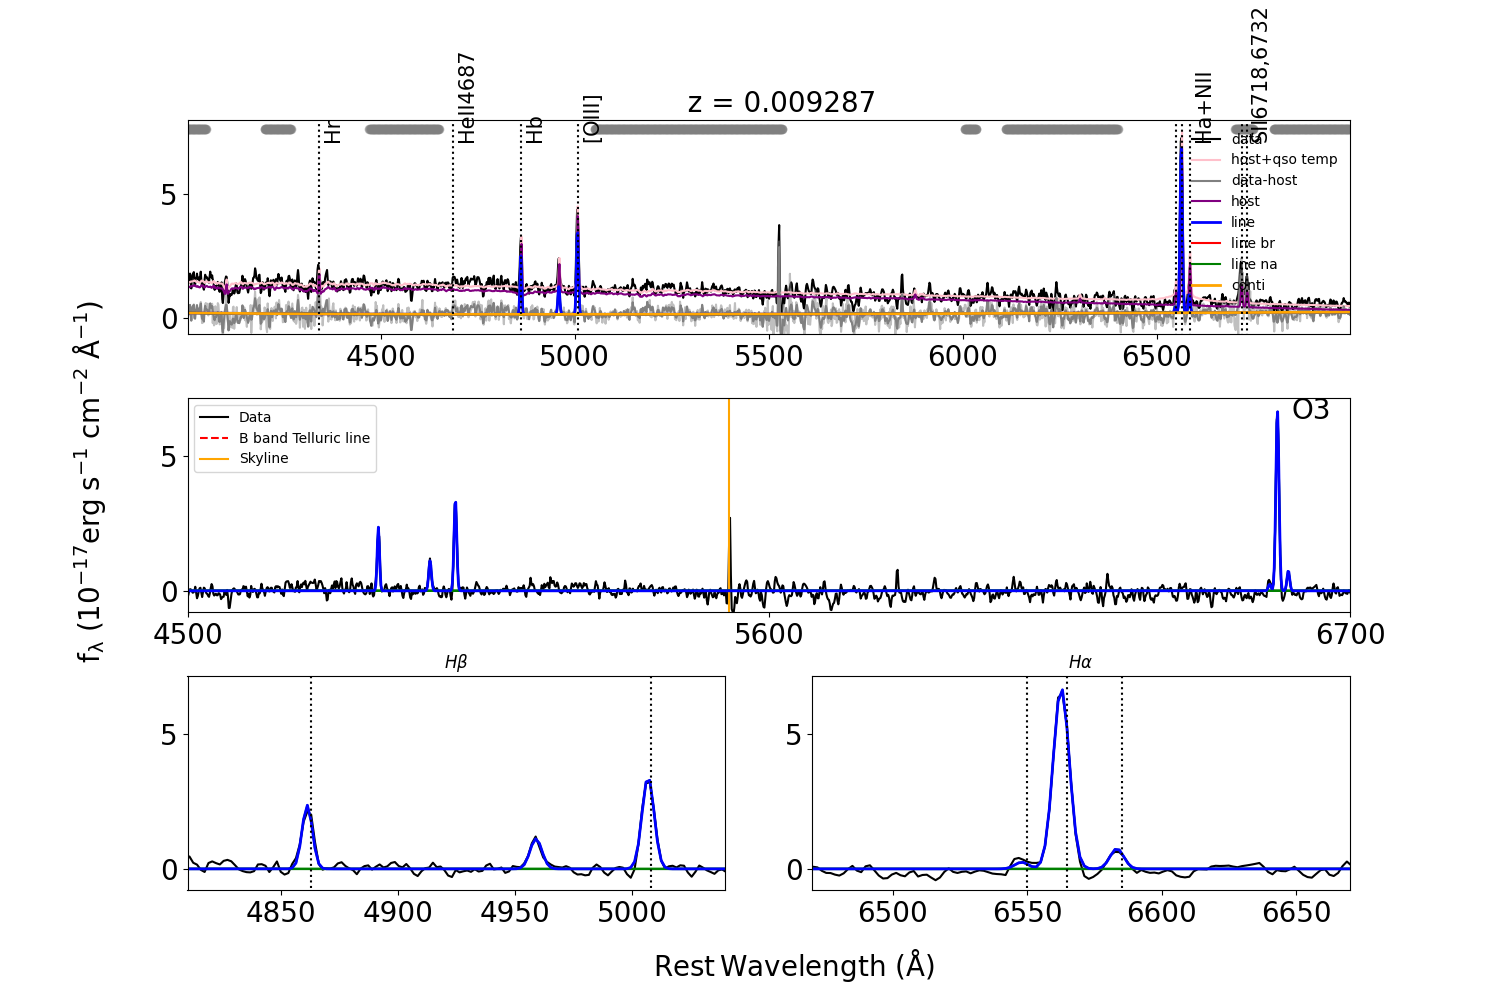 z = 0.009287
Hr
HeII4687
Hb
[OIII]
Ha+NII
SII6718,6732
data
host+qso temp
data-host
host
line
line br
line na
conti
5
0
4500 5000 5500 6000 6500
Data
B band Telluric line
Skyline
O3
5
0
4500 5600 6700
fλ (10−17erg s−1 cm−2 Å−1)
Hβ
5
0
4850 4900 4950 5000
Hα
5
0
6500 6550 6600 6650
Rest Wavelength (Å)